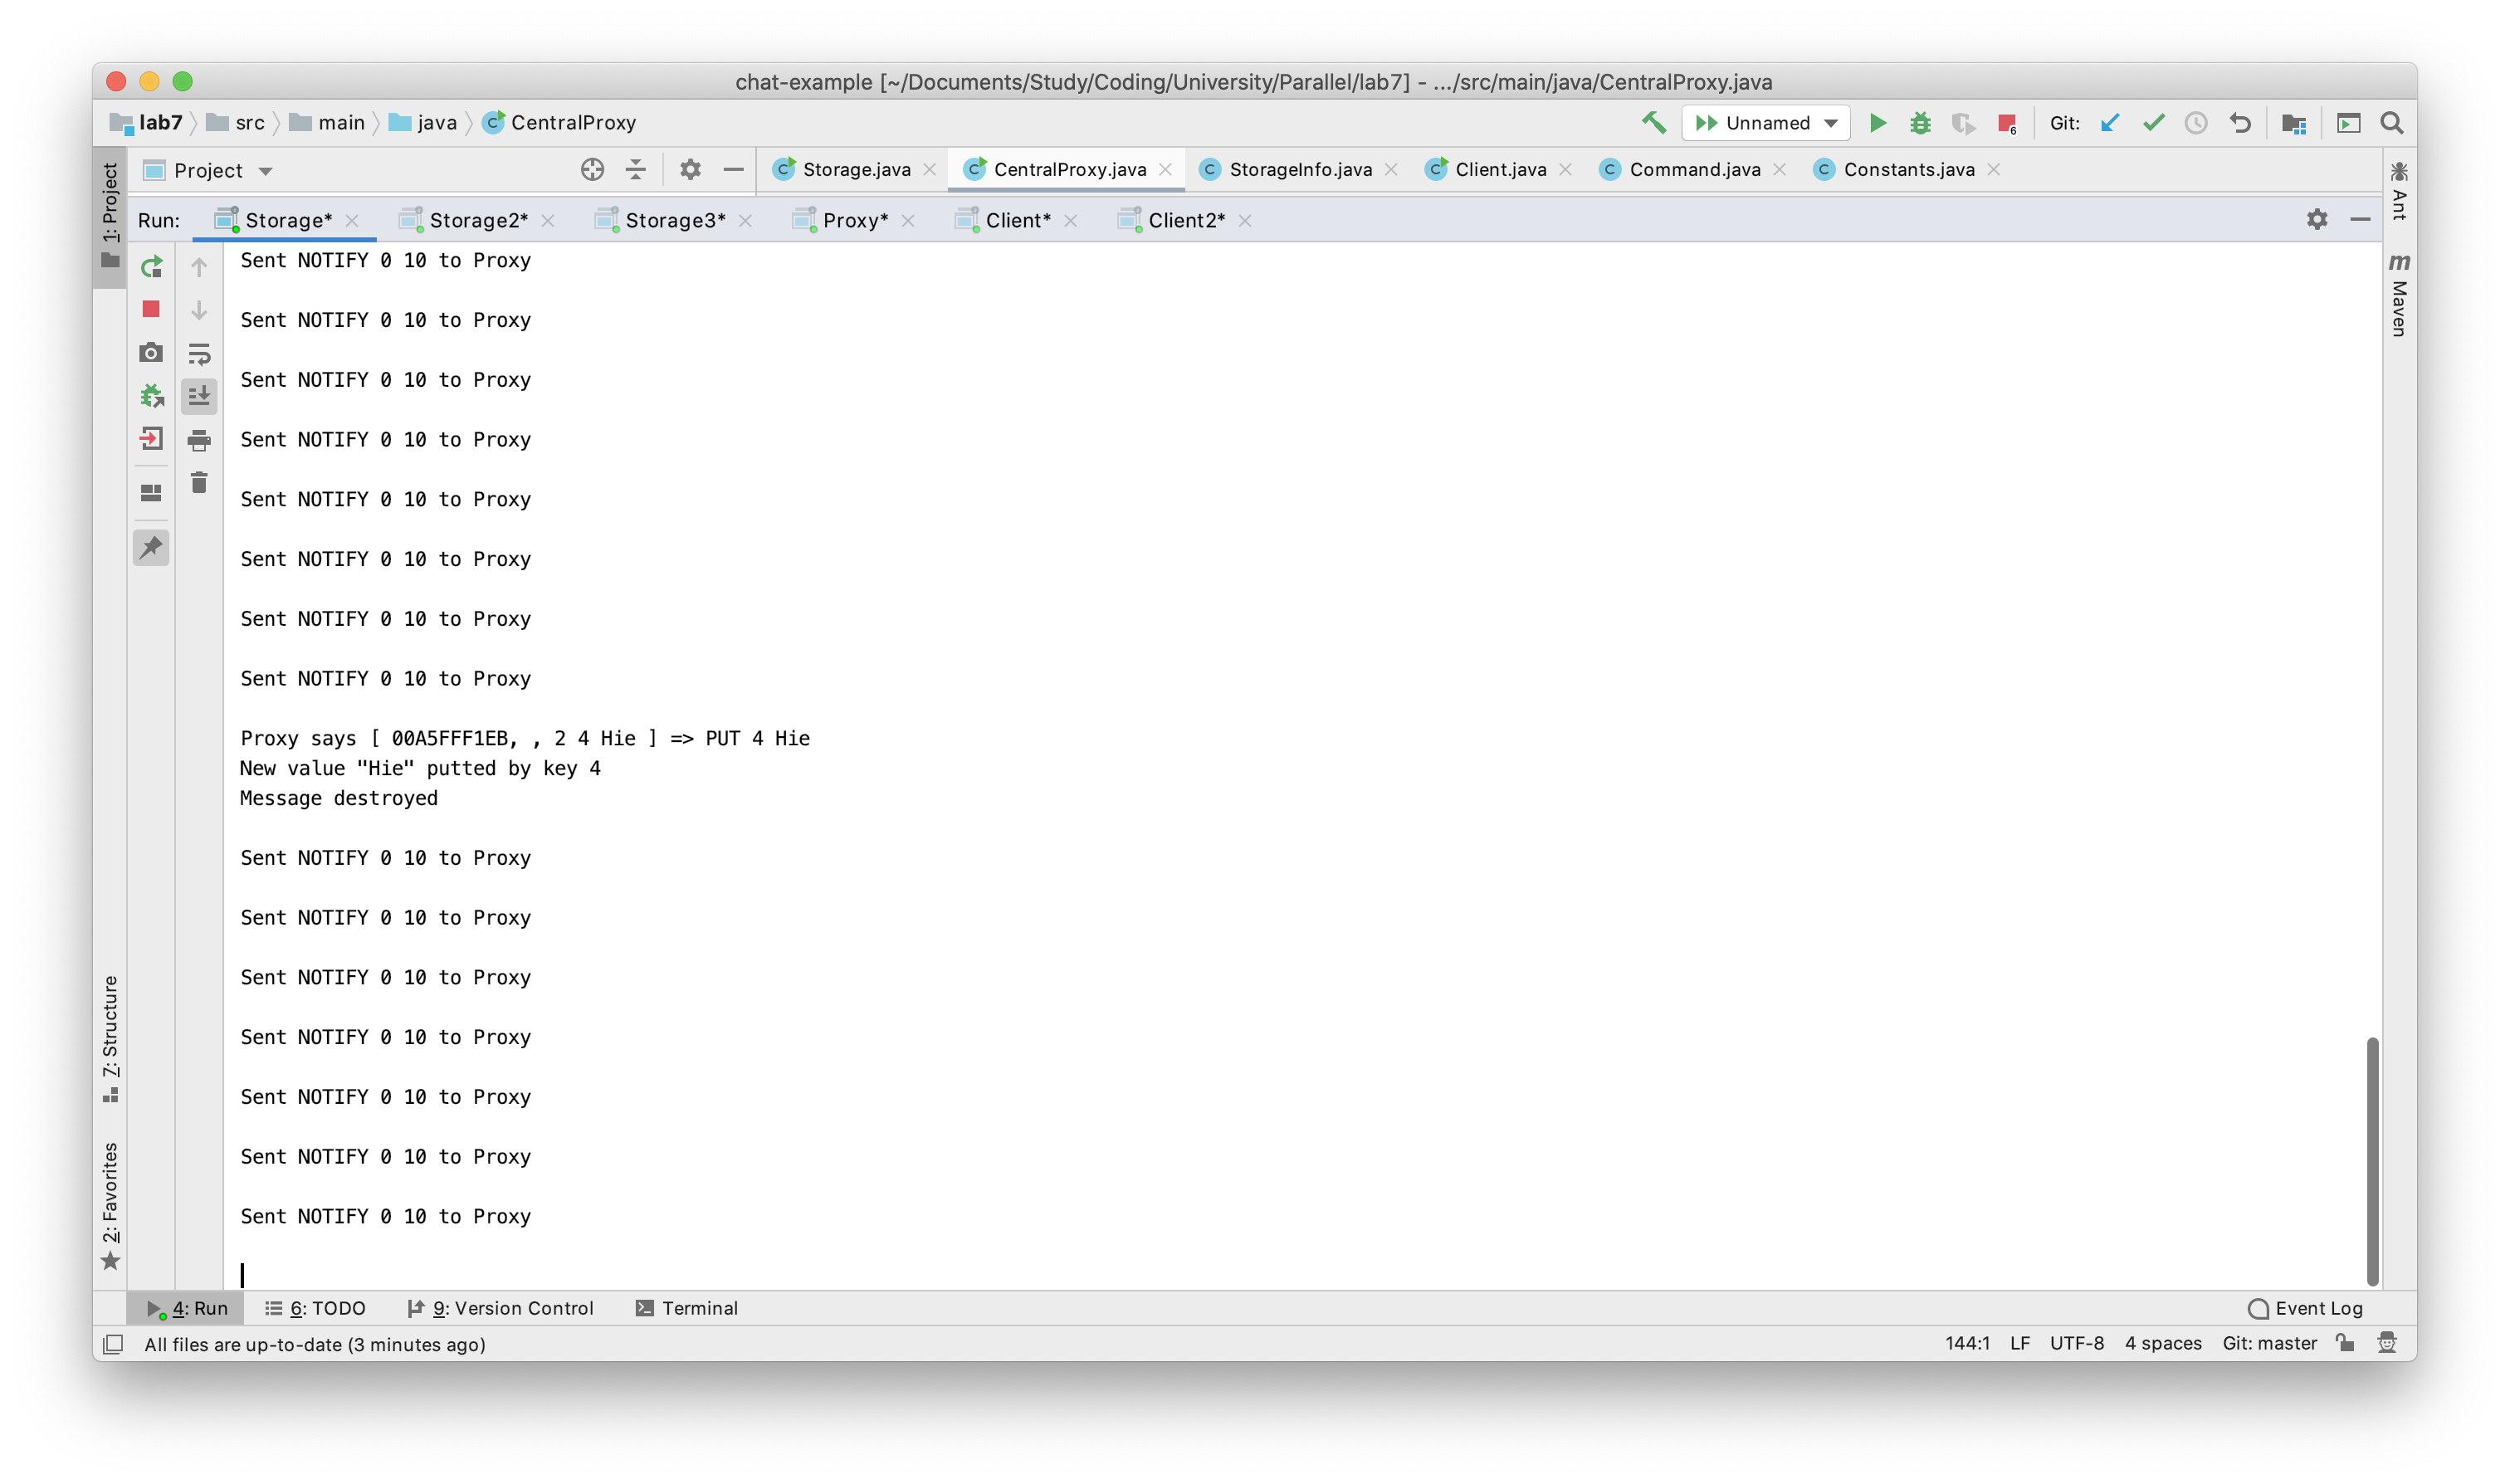 chat-example [~/Documents/Study/Coding/University/Parallel/lab7] - .../src/main/java/CentralProxy.java
lab7 src main java CentralProxy Unnamed 6 Git:
Project Storage.java CentralProxy.java StorageInfo.java Client.java Command.java Constants.java
Run: Storage* Storage2* Storage3* Proxy* Client* Client2*
1: Project
7: Structure
2: Favorites
Sent NOTIFY 0 10 to Proxy
Sent NOTIFY 0 10 to Proxy
Sent NOTIFY 0 10 to Proxy
Sent NOTIFY 0 10 to Proxy
Sent NOTIFY 0 10 to Proxy
Sent NOTIFY 0 10 to Proxy
Sent NOTIFY 0 10 to Proxy
Sent NOTIFY 0 10 to Proxy
Proxy says [ 00A5FFF1EB, , 2 4 Hie ] => PUT 4 Hie
New value "Hie" putted by key 4
Message destroyed
Sent NOTIFY 0 10 to Proxy
Sent NOTIFY 0 10 to Proxy
Sent NOTIFY 0 10 to Proxy
Sent NOTIFY 0 10 to Proxy
Sent NOTIFY 0 10 to Proxy
Sent NOTIFY 0 10 to Proxy
Sent NOTIFY 0 10 to Proxy
Ant
m Maven
4: Run 6: TODO 9: Version Control Terminal Event Log
All files are up-to-date (3 minutes ago) 144:1 LF UTF-8 4 spaces Git: master